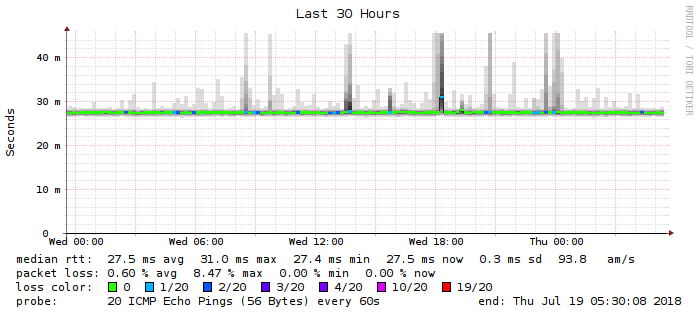 Last 30 Hours
RRDTOOL / TOBI OETIKER
Seconds
40 m
30 m
20 m
10 m
0
Wed 00:00 Wed 06:00 Wed 12:00 Wed 18:00 Thu 00:00
median rtt: 27.5 ms avg 31.0 ms max 27.4 ms min 27.5 ms now 0.3 ms sd 93.8 am/s
packet loss: 0.60 % avg 8.47 % max 0.00 % min 0.00 % now
loss color: 0 1/20 2/20 3/20 4/20 10/20 19/20
probe: 20 ICMP Echo Pings (56 Bytes) every 60s end: Thu Jul 19 05:30:08 2018